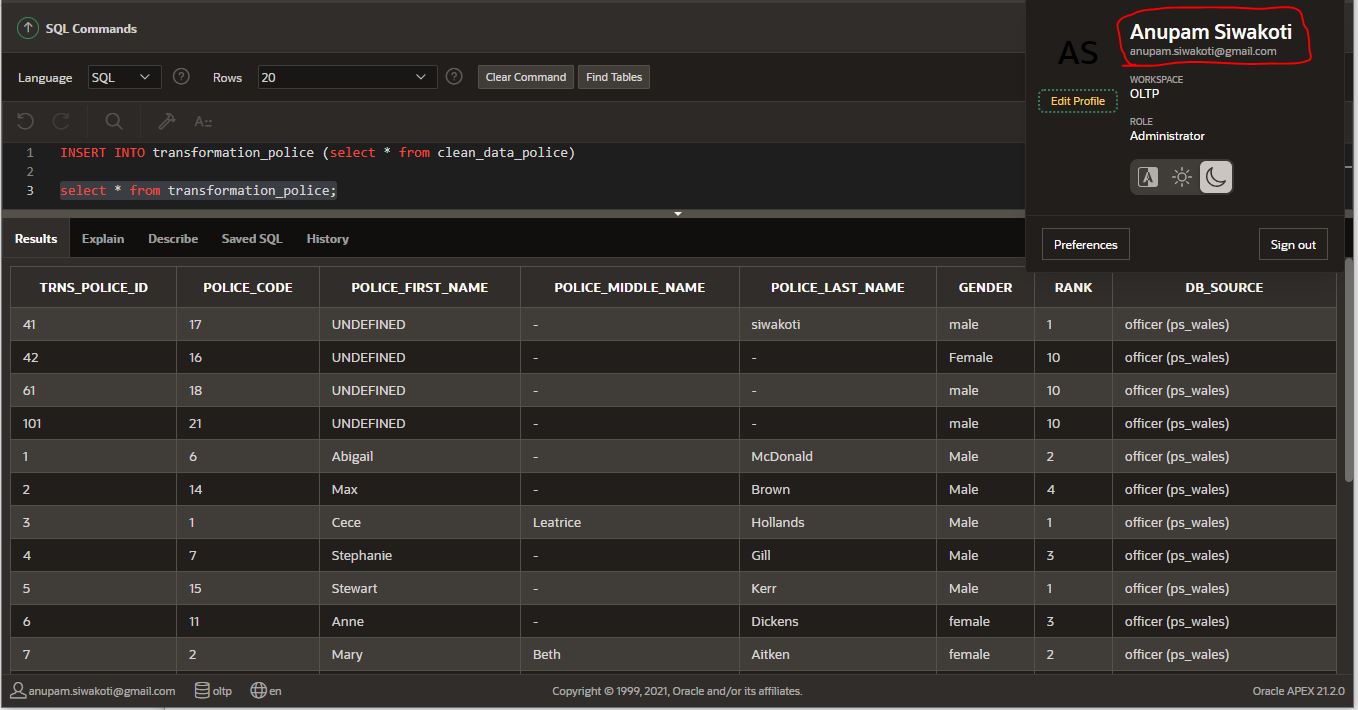 SQL Commands
Language SQL ? Rows 20 ? Clear Command Find Tables
A::
1 INSERT INTO transformation_police (select * from clean_data_police)
2
3 select * from transformation_police;
AS
Anupam Siwakoti
anupam.siwakoti@gmail.com
Edit Profile
WORKSPACE
OLTP
ROLE
Administrator
A
Preferences Sign out
Results Explain Describe Saved SQL History
TRNS_POLICE_ID POLICE_CODE POLICE_FIRST_NAME POLICE_MIDDLE_NAME POLICE_LAST_NAME GENDER RANK DB_SOURCE
41 17 UNDEFINED - siwakoti male 1 officer (ps_wales)
42 16 UNDEFINED - - Female 10 officer (ps_wales)
61 18 UNDEFINED - - male 10 officer (ps_wales)
101 21 UNDEFINED - - male 10 officer (ps_wales)
1 6 Abigail - McDonald Male 2 officer (ps_wales)
2 14 Max - Brown Male 4 officer (ps_wales)
3 1 Cece Leatrice Hollands Male 1 officer (ps_wales)
4 7 Stephanie - Gill Male 3 officer (ps_wales)
5 15 Stewart - Kerr Male 1 officer (ps_wales)
6 11 Anne - Dickens female 3 officer (ps_wales)
7 2 Mary Beth Aitken female 2 officer (ps_wales)
anupam.siwakoti@gmail.com oltp en Copyright © 1999, 2021, Oracle and/or its affiliates. Oracle APEX 21.2.0